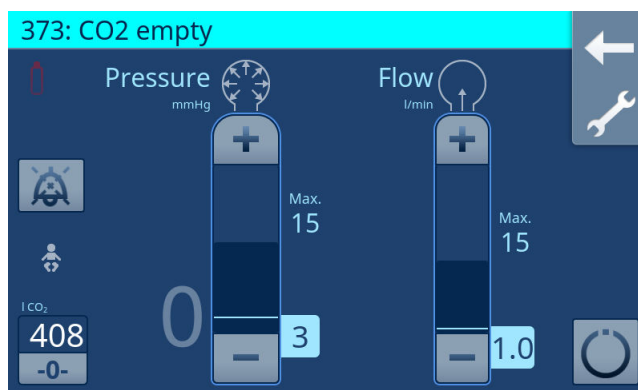 373: CO2 empty
Pressure
mmHg
Flow
l/min
Max.
15
Max.
15
0
3
1.0
l CO₂
408
-0-